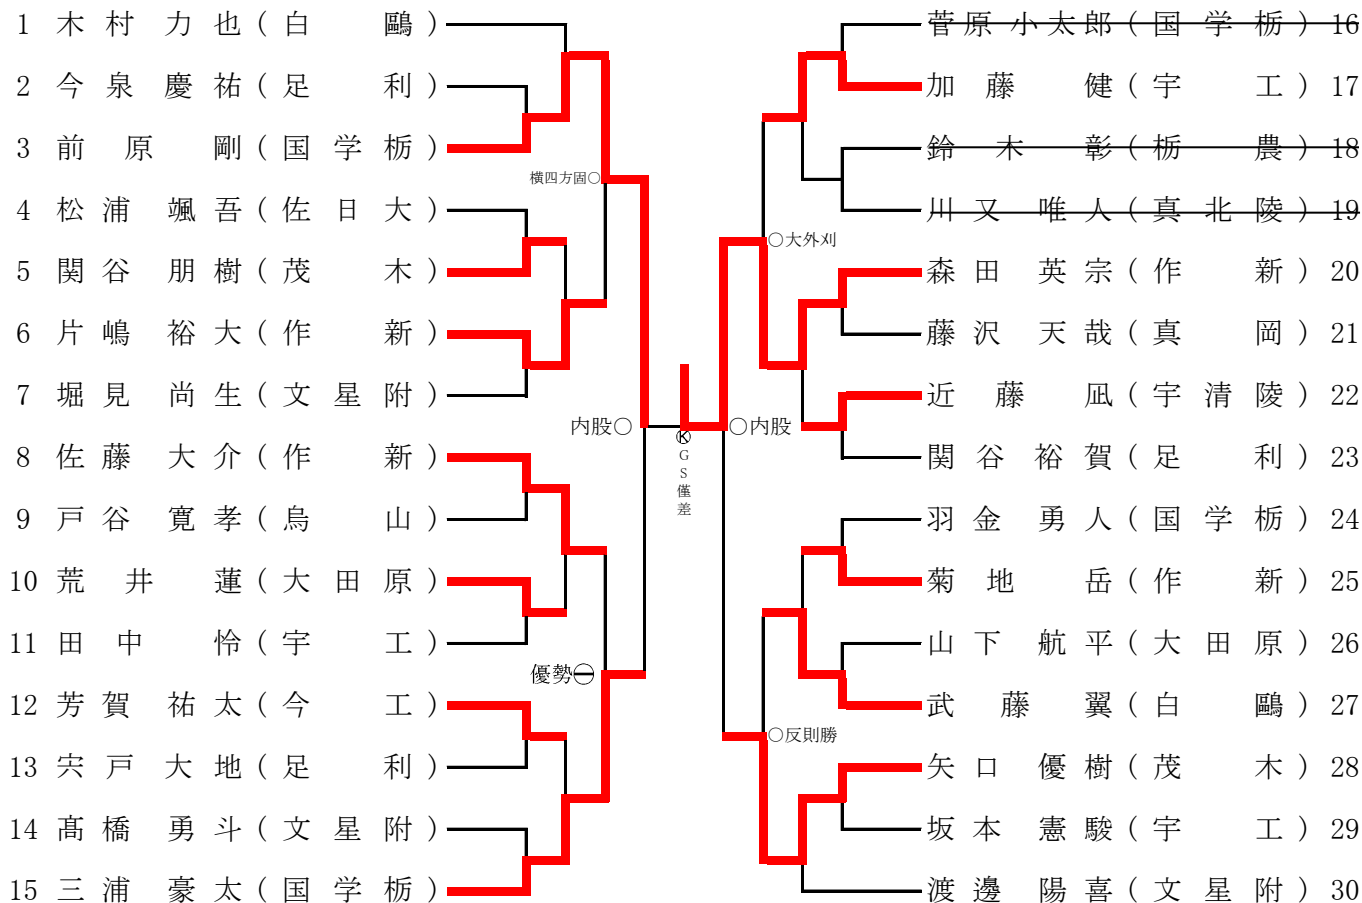 1 木村力也(白鷗)
2 今泉慶祐(足利)
3 前原剛(国学栃)
横四方固○
4 松浦颯吾(佐日大)
5 関谷朋樹(茂木)
6 片嶋裕大(作新)
7 堀見尚生(文星附)
内股○
8 佐藤大介(作新)
9 戸谷寛孝(烏山)
10 荒井蓮(大田原)
11 田中怜(宇工)
優勢㊀
12 芳賀祐太(今工)
13 宍戸大地(足利)
14 髙橋勇斗(文星附)
15 三浦豪太(国学栃)
Ⓚ
GS僅差
菅原小太郎(国学栃) 16
加藤健(宇工) 17
鈴木彰(栃農) 18
川又唯人(真北陵) 19
○大外刈
森田英宗(作新) 20
藤沢天哉(真岡) 21
近藤凪(宇清陵) 22
○内股
関谷裕賀(足利) 23
羽金勇人(国学栃) 24
菊地岳(作新) 25
山下航平(大田原) 26
武藤翼(白鷗) 27
○反則勝
矢口優樹(茂木) 28
坂本憲駿(宇工) 29
渡邊陽喜(文星附) 30